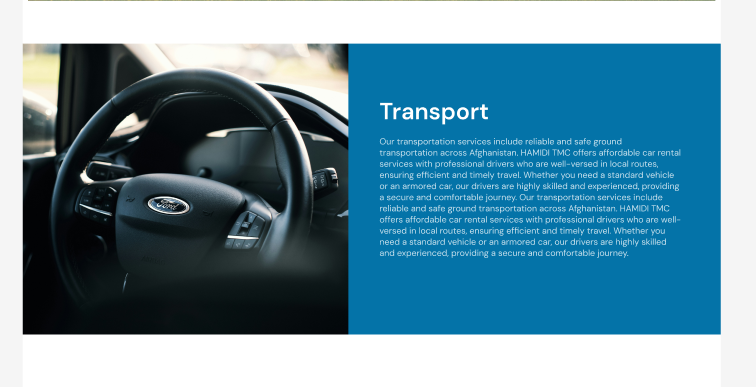 Transport
Our transportation services include reliable and safe ground
transportation across Afghanistan. HAMIDI TMC offers affordable car rental
services with professional drivers who are well-versed in local routes,
ensuring efficient and timely travel. Whether you need a standard vehicle
or an armored car, our drivers are highly skilled and experienced, providing
a secure and comfortable journey. Our transportation services include
reliable and safe ground transportation across Afghanistan. HAMIDI TMC
offers affordable car rental services with professional drivers who are well-
versed in local routes, ensuring efficient and timely travel. Whether you
need a standard vehicle or an armored car, our drivers are highly skilled
and experienced, providing a secure and comfortable journey.
Ford